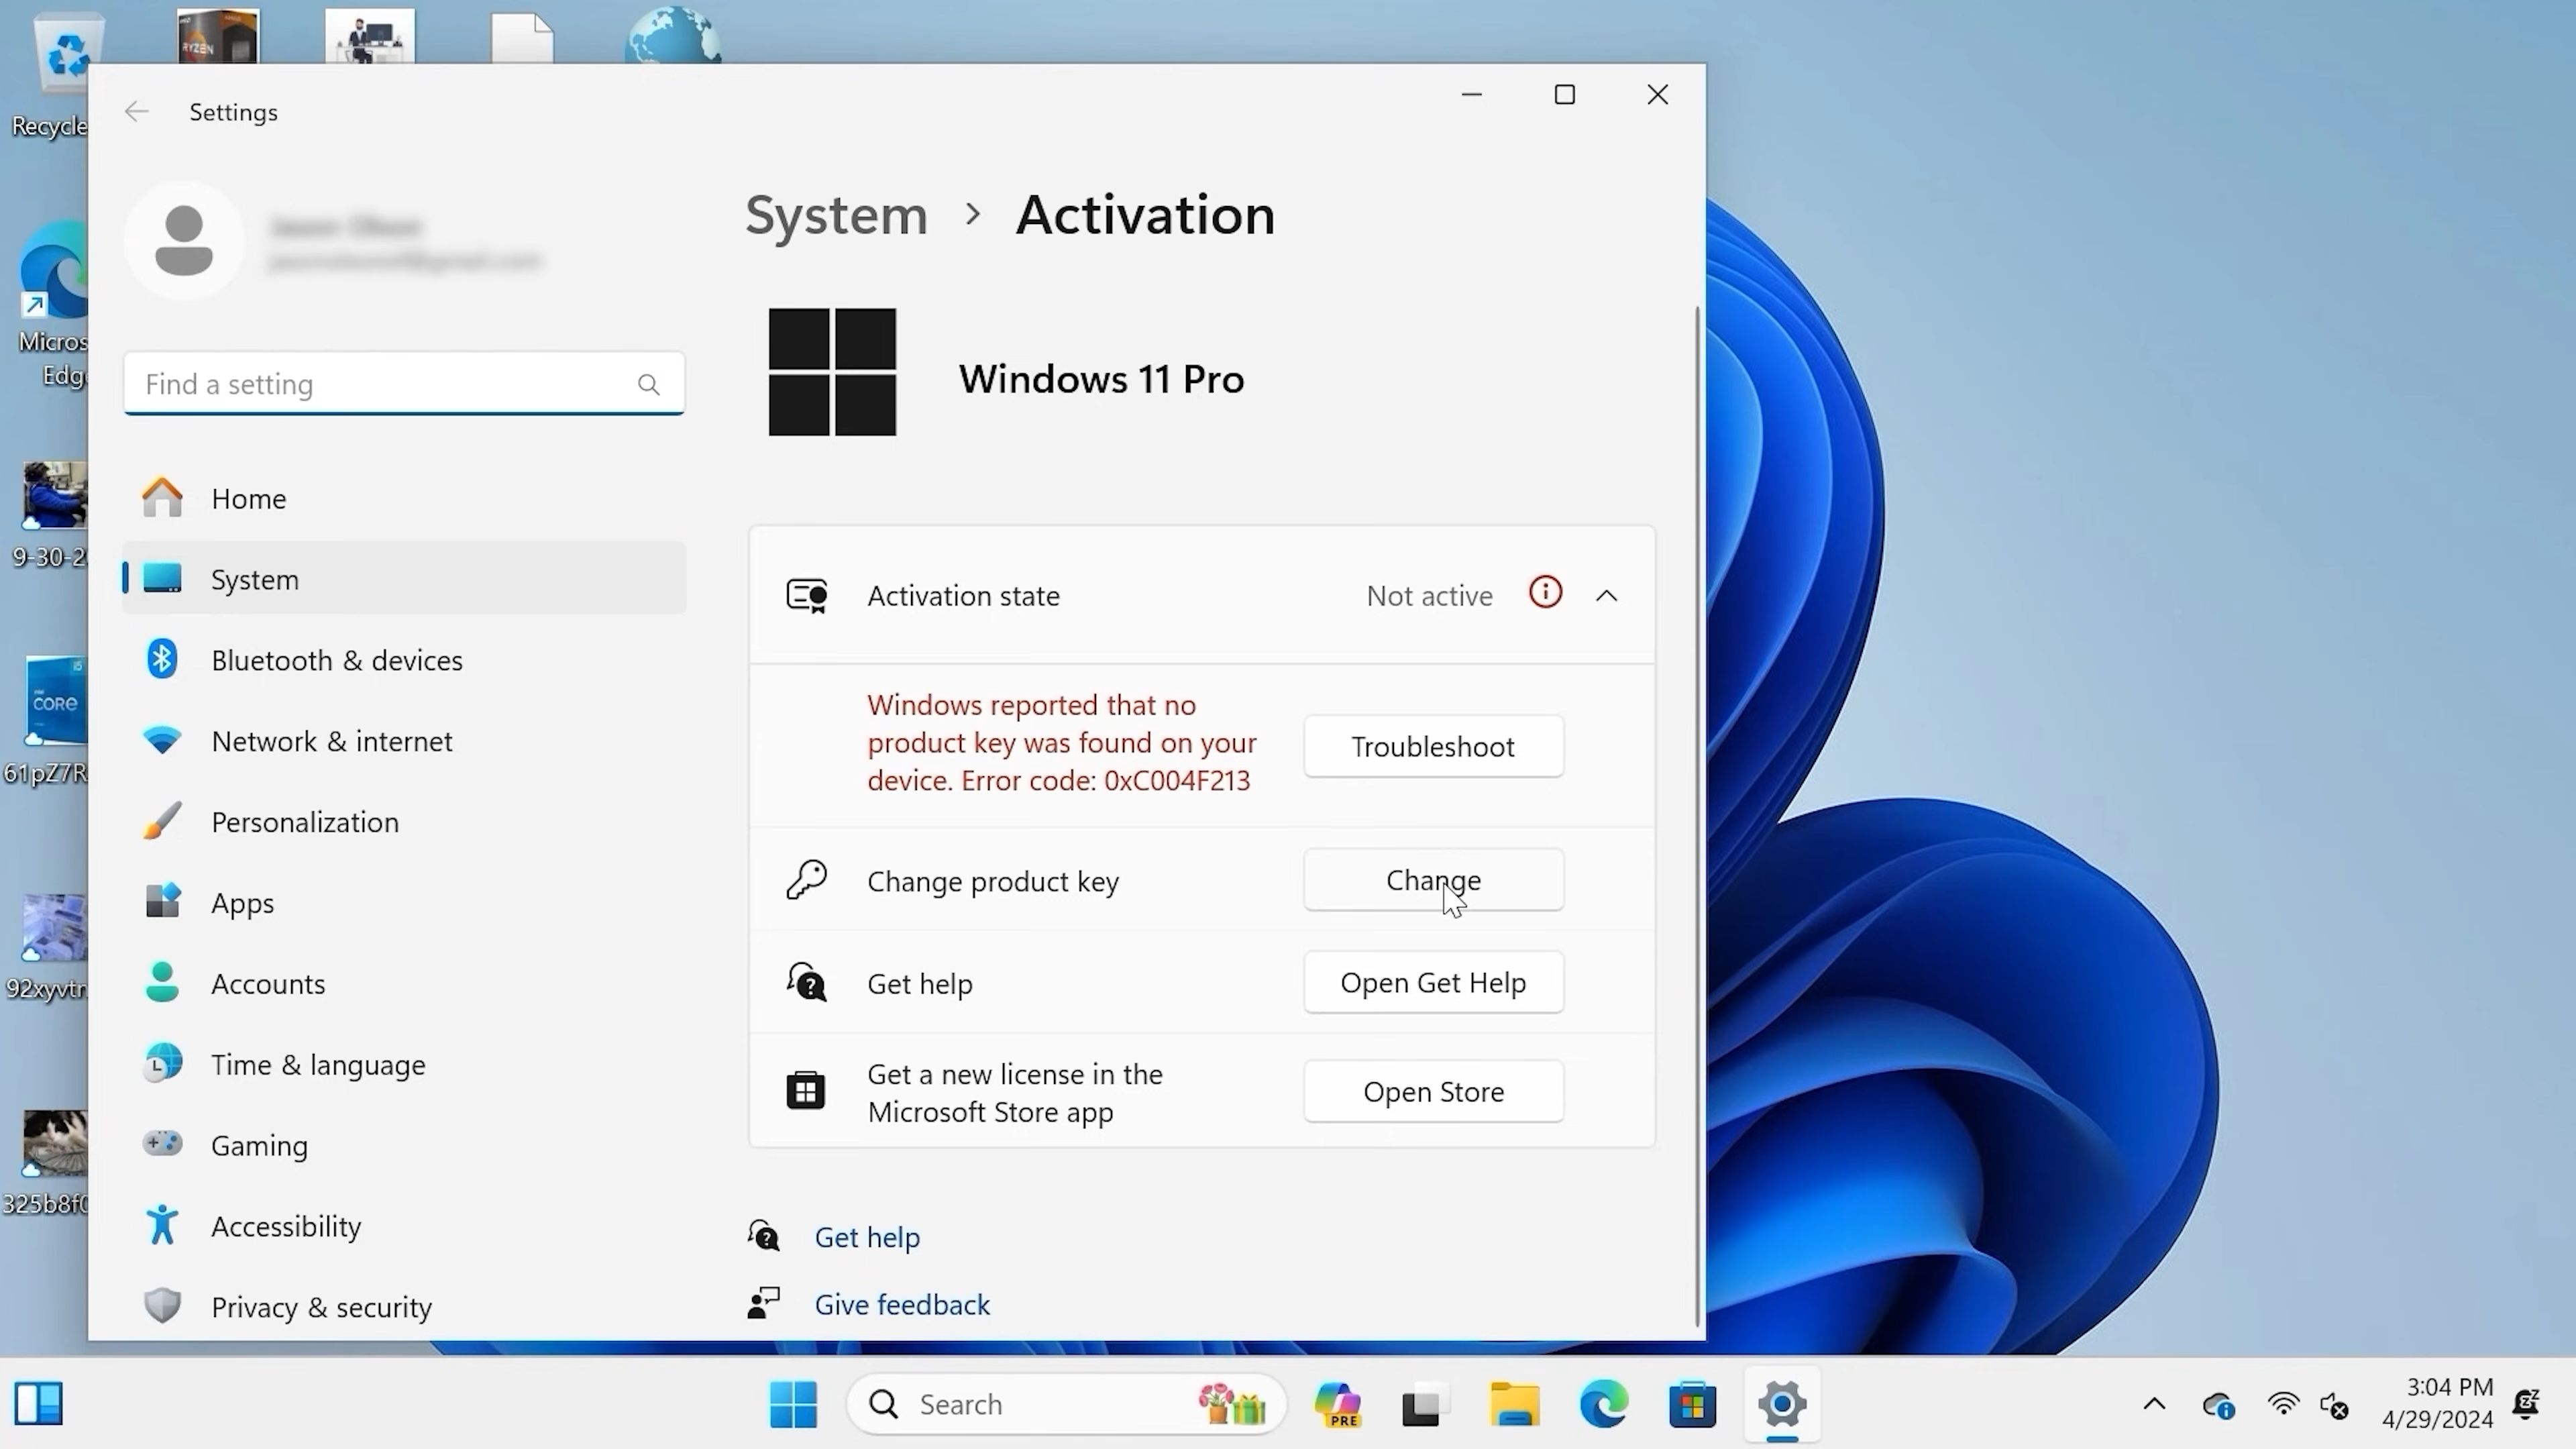 Settings
System > Activation
Windows 11 Pro
Find a setting
Home
System
Bluetooth & devices
Network & internet
Personalization
Apps
Accounts
Time & language
Gaming
Accessibility
Privacy & security
Activation state
Not active
Windows reported that no
product key was found on your
device. Error code: 0xC004F213
Troubleshoot
Change product key
Change
Get help
Open Get Help
Get a new license in the
Microsoft Store app
Open Store
Get help
Give feedback
Recycle
RYZEN
Micros
Edg
9-30-2
CORE
61pZ7R
92xyvtr
325b8f0
Search
PRE
3:04 PM
4/29/2024